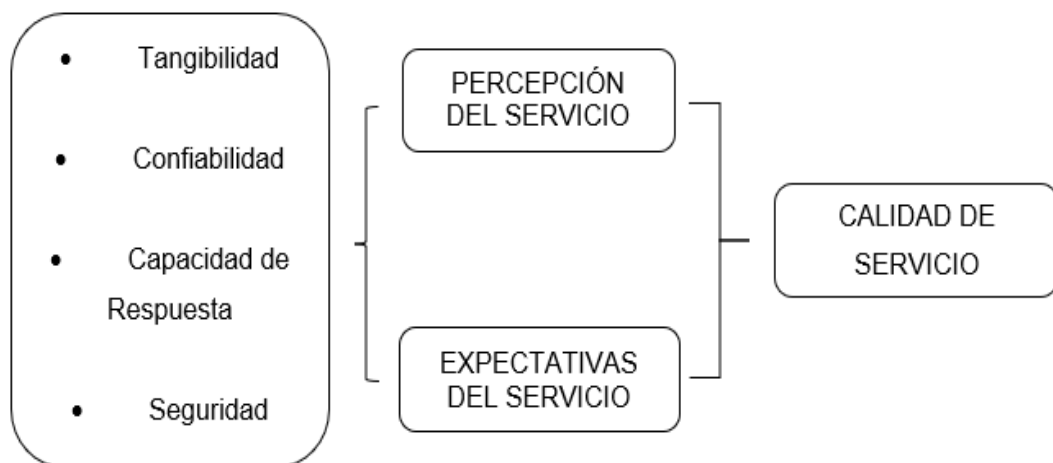 • Tangibilidad
• Confiabilidad
• Capacidad de
Respuesta
• Seguridad
PERCEPCIÓN
DEL SERVICIO
EXPECTATIVAS
DEL SERVICIO
CALIDAD DE
SERVICIO